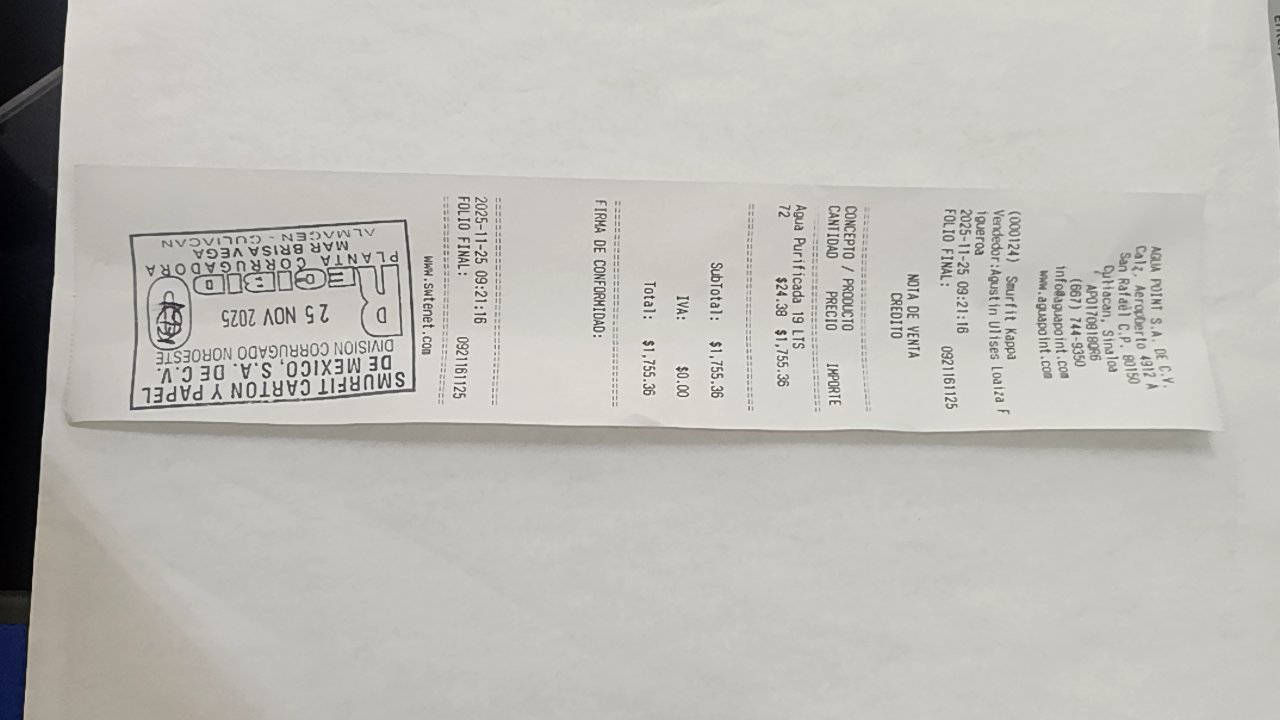 AGUA POINT S.A. DE C.V.
Calz. Aeropuerto 4912 A
San Rafael C.P. 80150
Culiacan, Sinaloa
APO170818QR6
(667) 744-9350
info@aguapoint.com
www.aguapoint.com
(000124) Smurfit Kappa
Vendedor:Agustin Ulises Loaiza F
igueroa
2025-11-25 09:21:16
FOLIO FINAL: 0921161125
NOTA DE VENTA
CREDITO
CONCEPTO / PRODUCTO
CANTIDAD PRECIO IMPORTE
Agua Purificada 19 LTS
72 $24.38 $1,755.36
SubTotal: $1,755.36
IVA: $0.00
Total: $1,755.36
FIRMA DE CONFORMIDAD:
2025-11-25 09:21:16
FOLIO FINAL: 0921161125
www.swtenet.com
SMURFIT CARTON Y PAPEL
DE MEXICO, S.A. DE C.V.
DIVISION CORRUGADO NOROESTE
25 NOV 2025
RECIBIDO
PLANTA CORRUGADORA
MAR BRISA VEGA
ALMACEN - CULIACAN